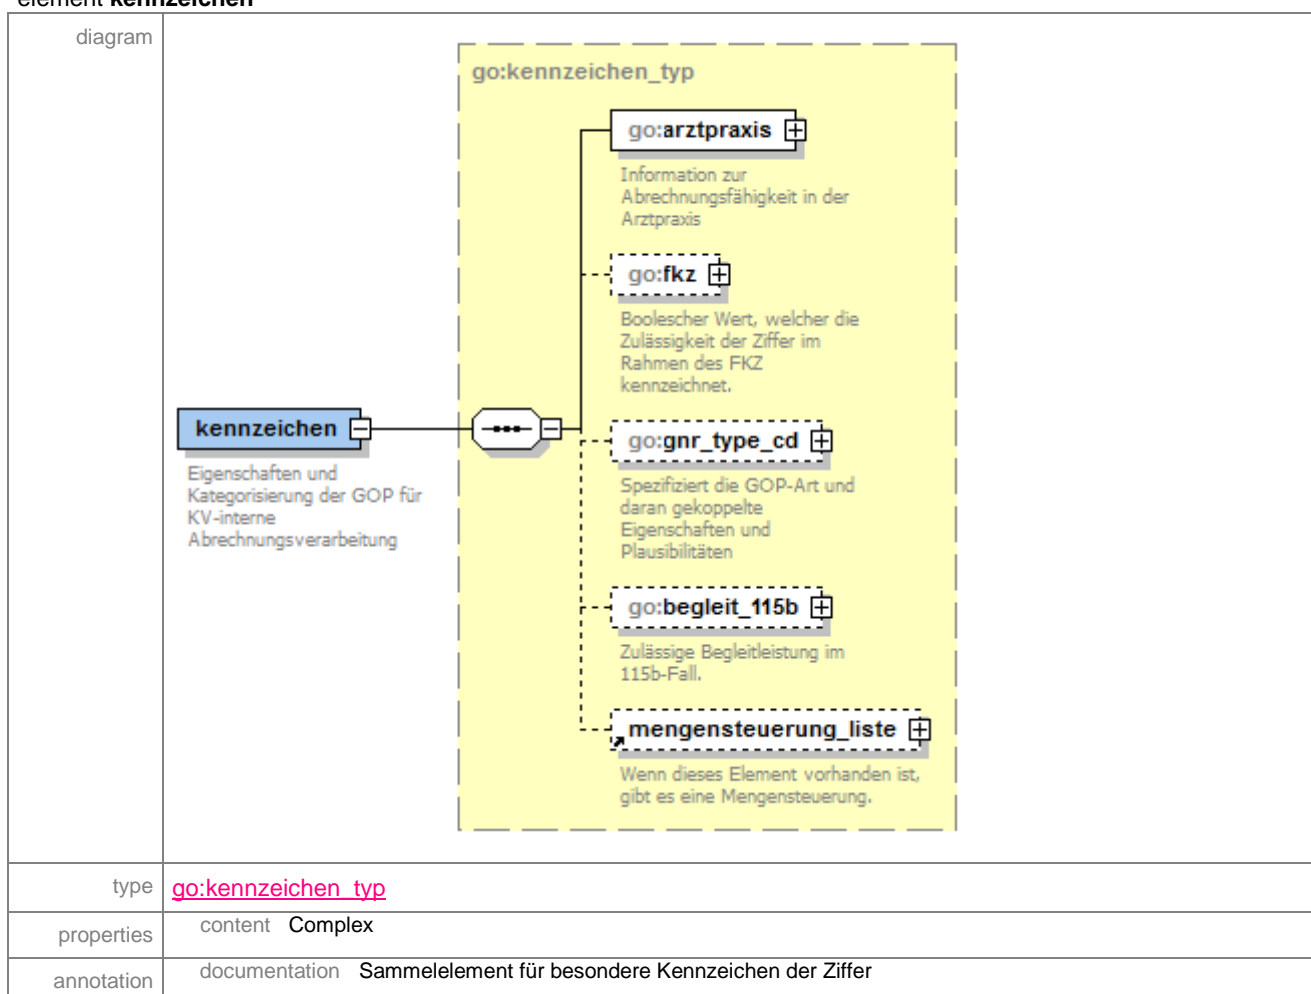 element kennzeichen
diagram
go:kennzeichen_typ
go:arztpraxis
Information zur
Abrechnungsfähigkeit in der
Arztpraxis
go:fkz
Boolescher Wert, welcher die
Zulässigkeit der Ziffer im
Rahmen des FKZ
kennzeichnet.
kennzeichen
Eigenschaften und
Kategorisierung der GOP für
KV-interne
Abrechnungsverarbeitung
go:gnr_type_cd
Spezifiziert die GOP-Art und
daran gekoppelte
Eigenschaften und
Plausibilitäten
go:begleit_115b
Zulässige Begleitleistung im
115b-Fall.
mengensteuerung_liste
Wenn dieses Element vorhanden ist,
gibt es eine Mengensteuerung.
type go:kennzeichen_typ
properties content Complex
annotation documentation Sammelelement für besondere Kennzeichen der Ziffer